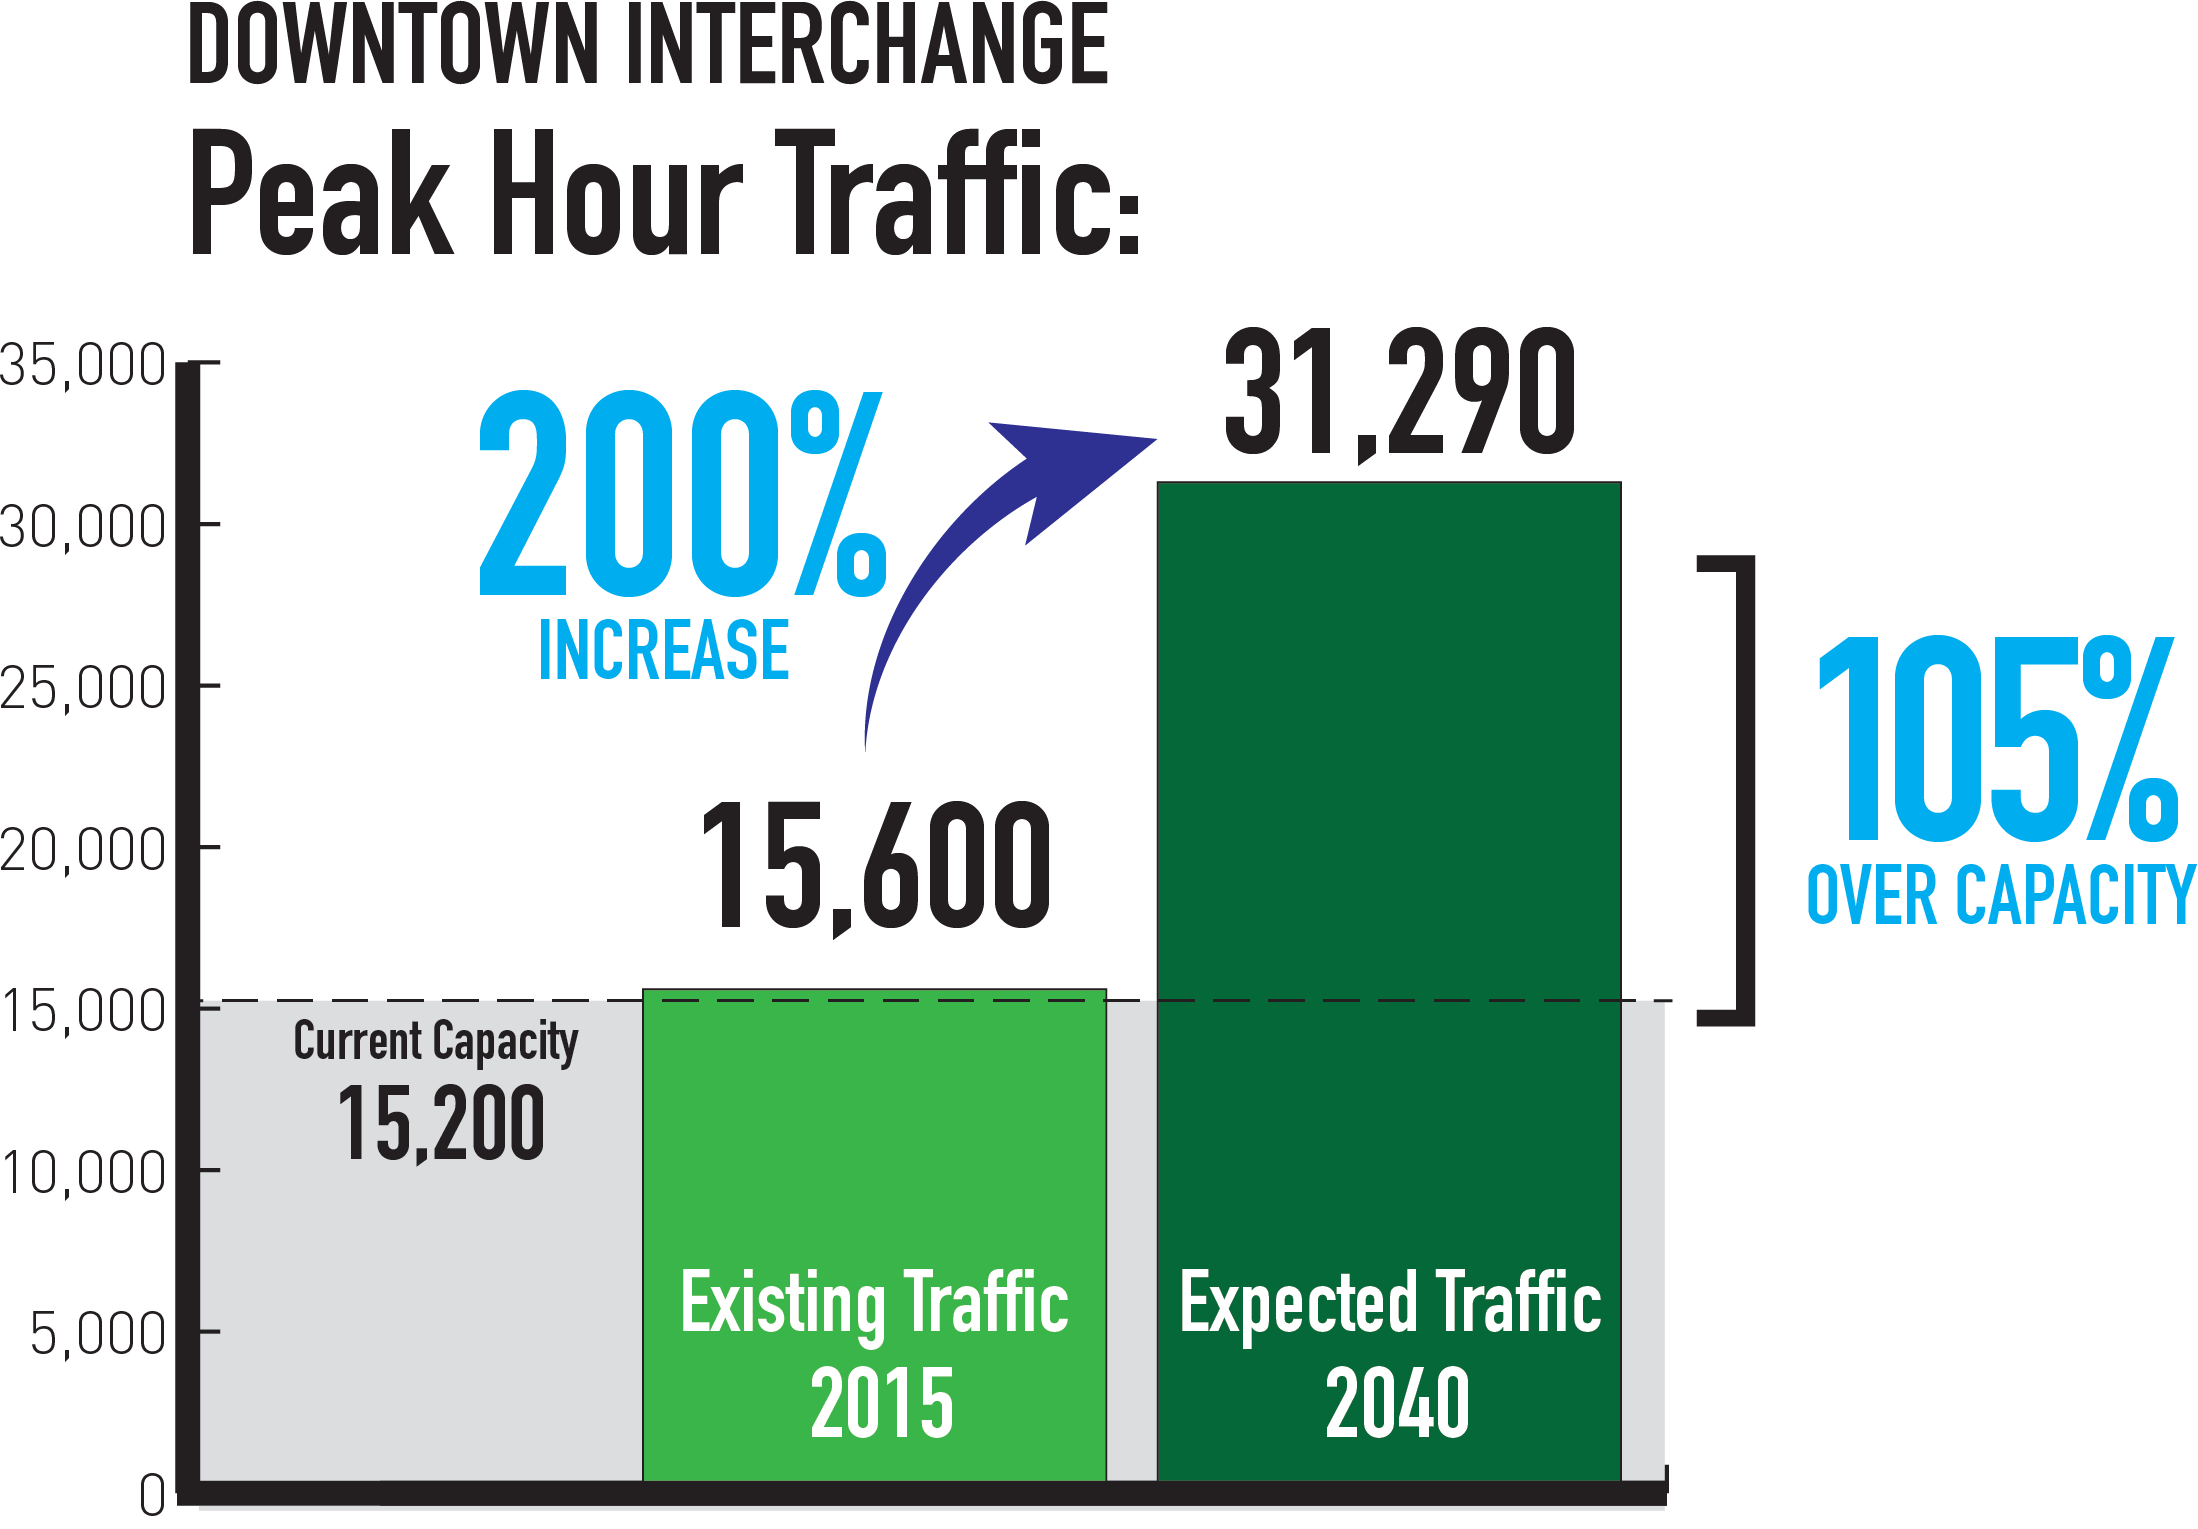 DOWNTOWN INTERCHANGE
Peak Hour Traffic:
35,000
30,000
25,000
20,000
15,000
10,000
5,000
0
200%
INCREASE
31,290
15,600
105%
OVER CAPACITY
Current Capacity
15,200
Existing Traffic
2015
Expected Traffic
2040